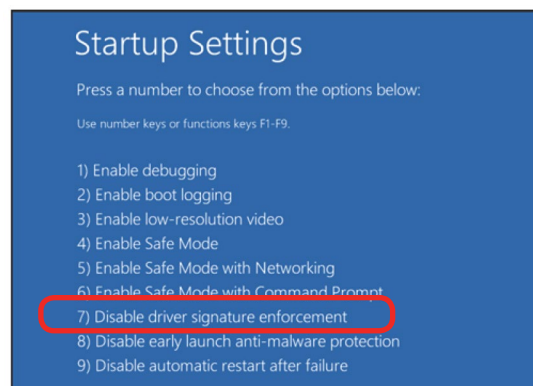 Startup Settings
Press a number to choose from the options below:
Use number keys or functions keys F1-F9.
1) Enable debugging
2) Enable boot logging
3) Enable low-resolution video
4) Enable Safe Mode
5) Enable Safe Mode with Networking
6) Enable Safe Mode with Command Prompt
7) Disable driver signature enforcement
8) Disable early launch anti-malware protection
9) Disable automatic restart after failure